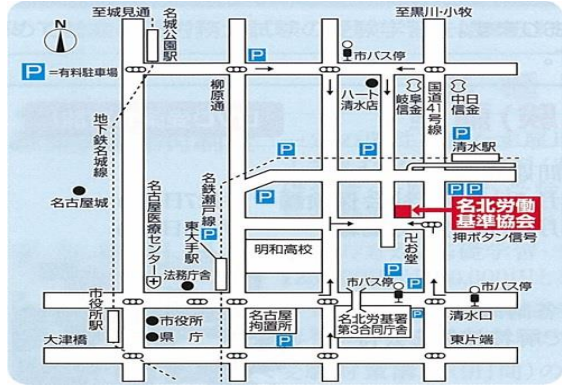 至城見通
至黒川・小牧
名城公園駅
P
市バス停
P=有料駐車場
柳原通
ハート
清水店
岐阜
信金
国道41号線
中日
信金
地下鉄名城線
P
清水駅
P
P
名古屋城
名古屋医療センター
名鉄瀬戸線
P
P P
名北労働
基準協会
東大手駅
P
卍お堂
押ボタン信号
明和高校
法務庁舎
P
市バス停
市バス停
P
市役所駅
市役所
県庁
名古屋
拘置所
名北労基署
第3合同庁舎
P
清水口
大津橋
P
東片端